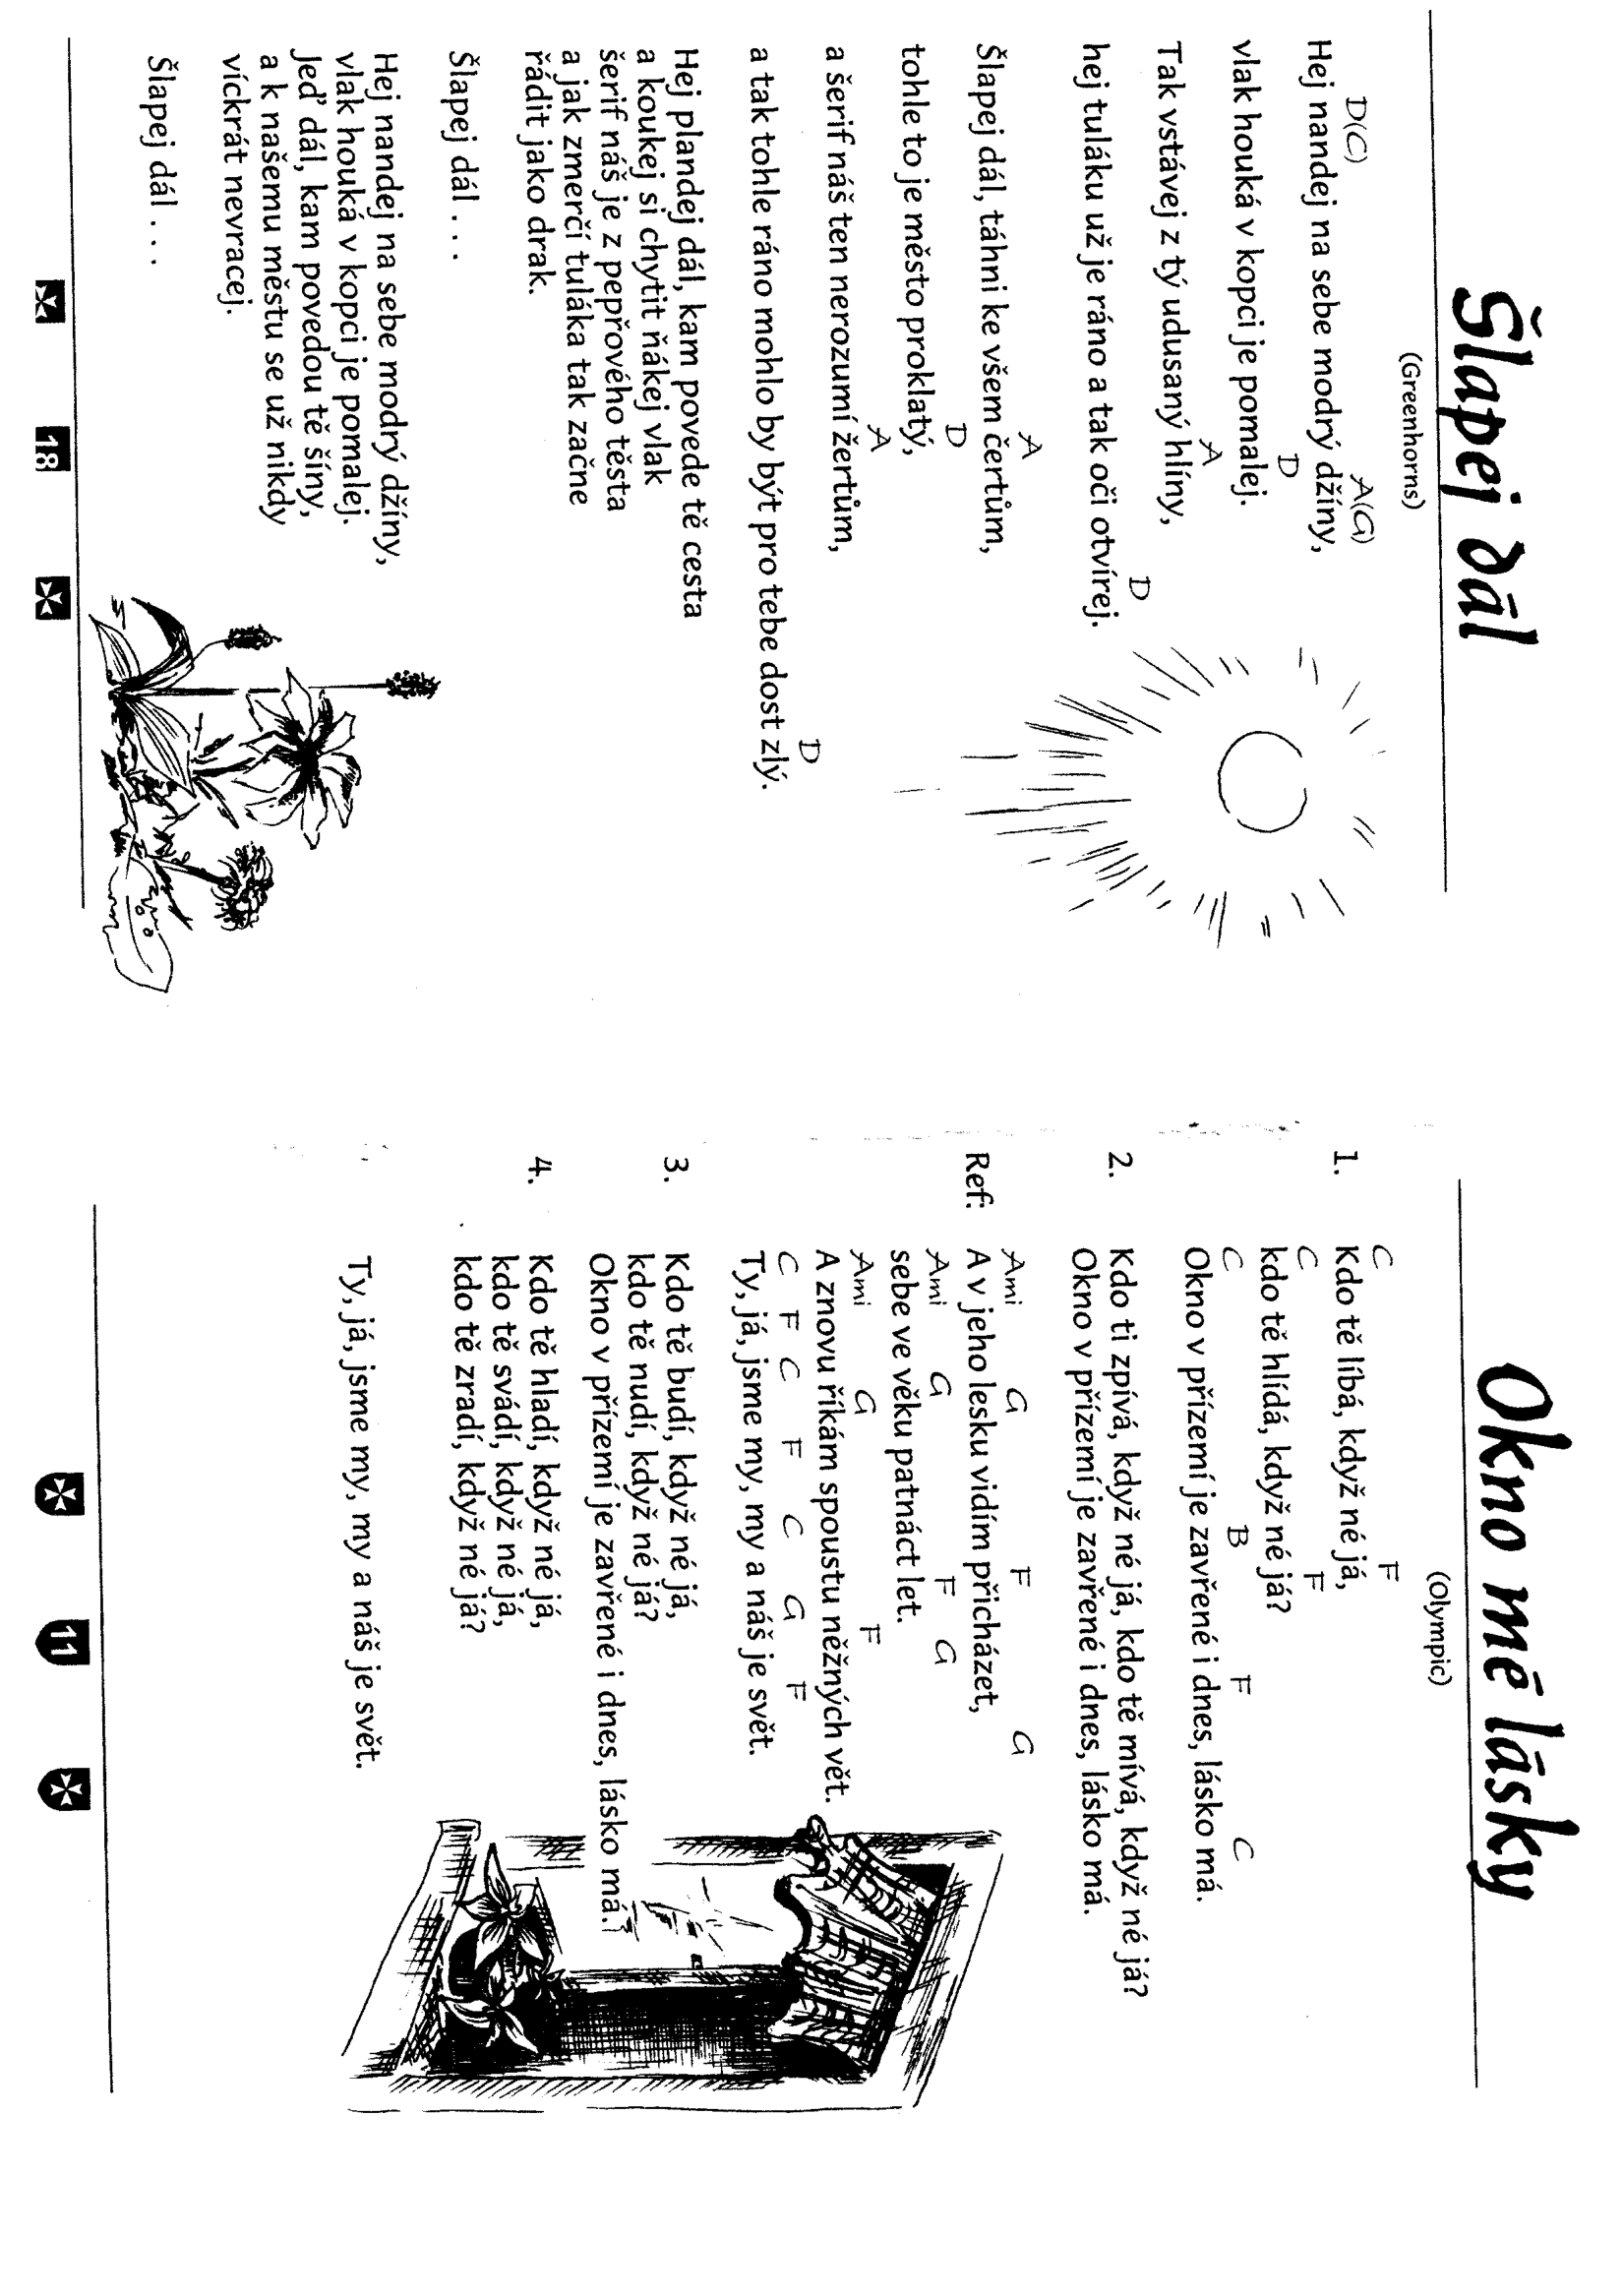 Šlapej dál
(Greenhorns)
D(C) A(G)
Hej nandej na sebe modrý džíny,
D
vlak houká v kopci je pomalej.
A
Tak vstávej z tý udusaný hlíny,
D
hej tuláku už je ráno a tak oči otvírej.
A
Šlapej dál, táhni ke všem čertům,
D
tohle to je město proklatý,
A
a šerif náš ten nerozumí žertům,
D
a tak tohle ráno mohlo by být pro tebe dost zlý.
Hej plandej dál, kam povede tě cesta
a koukej si chytit ňákej vlak
šerif náš je z pepřového těsta
a jak zmerčí tuláka tak začne
řádit jako drak.
Šlapej dál . . .
Hej nandej na sebe modrý džíny,
vlak houká v kopci je pomalej.
Jeď dál, kam povedou tě šíny,
a k našemu městu se už nikdy
víckrát nevracej.
Šlapej dál . . .
18
Okno mé lásky
(Olympic)
C F
1. Kdo tě líbá, když né já,
C F
kdo tě hlídá, když né já?
C B F C
Okno v přízemí je zavřené i dnes, lásko má.
2. Kdo ti zpívá, když né já, kdo tě mívá, když né já?
Okno v přízemí je zavřené i dnes, lásko má.
Ami G F G
Ref: A v jeho lesku vidím přicházet,
Ami G F G
sebe ve věku patnáct let.
Ami G F
A znovu říkám spoustu něžných vět.
C F C F C G F
Ty, já, jsme my, my a náš je svět.
3. Kdo tě budí, když né já,
kdo tě nudí, když né já?
Okno v přízemí je zavřené i dnes, lásko má.
4. Kdo tě hladí, když né já,
kdo tě svádí, když né já,
kdo tě zradí, když né já?
Ty, já, jsme my, my a náš je svět.
11